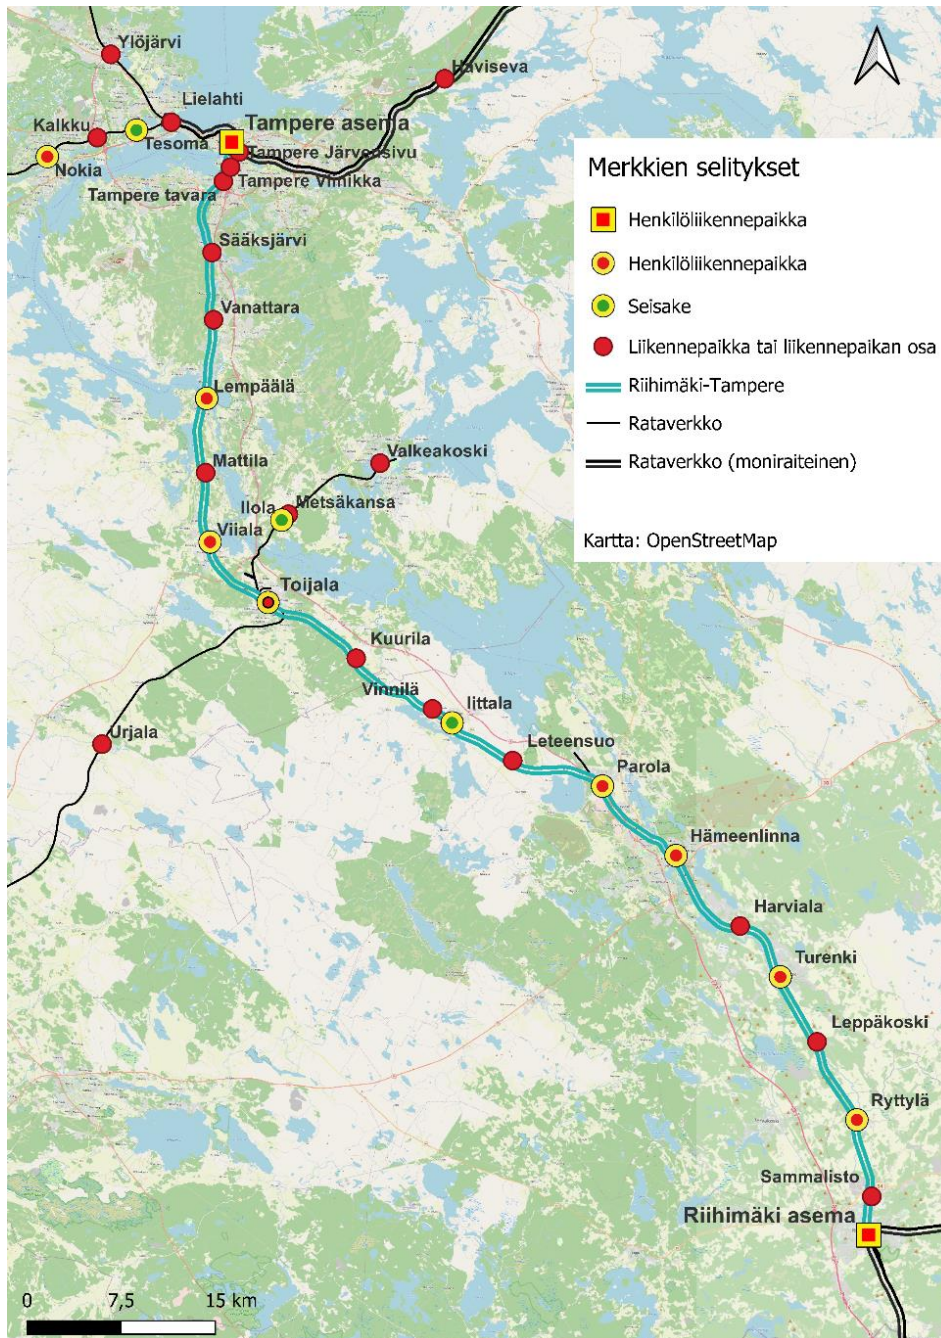 Ylöjärvi
Haviseva
Lielahti
Kalkku
Tampere asema
Tesoma
Tampere Järvensivu
Nokia
Tampere Viinikka
Tampere tavara
Sääksjärvi
Vanattara
Lempäälä
Mattila
Valkeakoski
Ilola
Metsäkansa
Viiala
Toijala
Kuurila
Vinnilä
Iittala
Urjala
Leteensuo
Parola
Hämeenlinna
Harviala
Turenki
Leppäkoski
Ryttylä
Sammalisto
Riihimäki asema
Merkkien selitykset
Henkilöliikennepaikka
Henkilöliikennepaikka
Seisake
Liikennepaikka tai liikennepaikan osa
Riihimäki-Tampere
Rataverkko
Rataverkko (moniraiteinen)
Kartta: OpenStreetMap
0 7,5 15 km